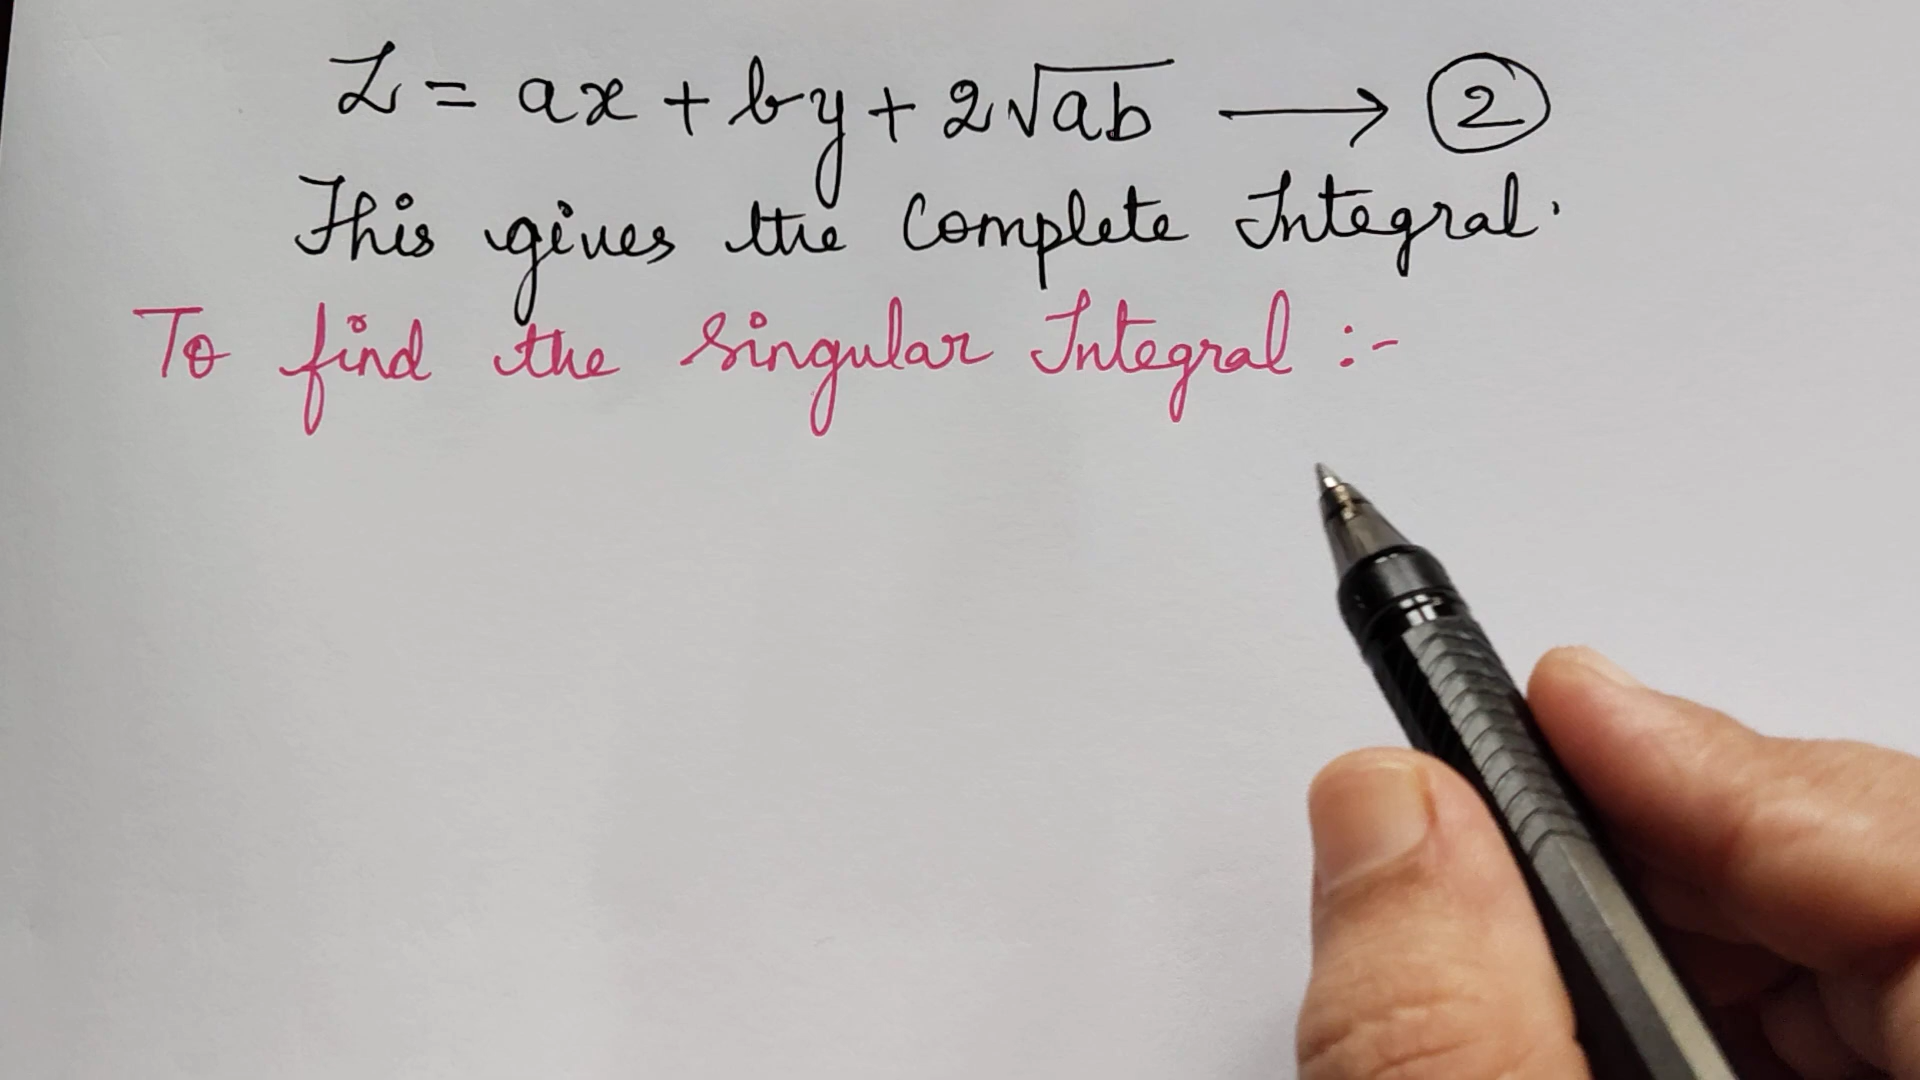 Z = ax + by + 2√ab ⟶ ②
This gives the Complete Integral.
To find the Singular Integral :-